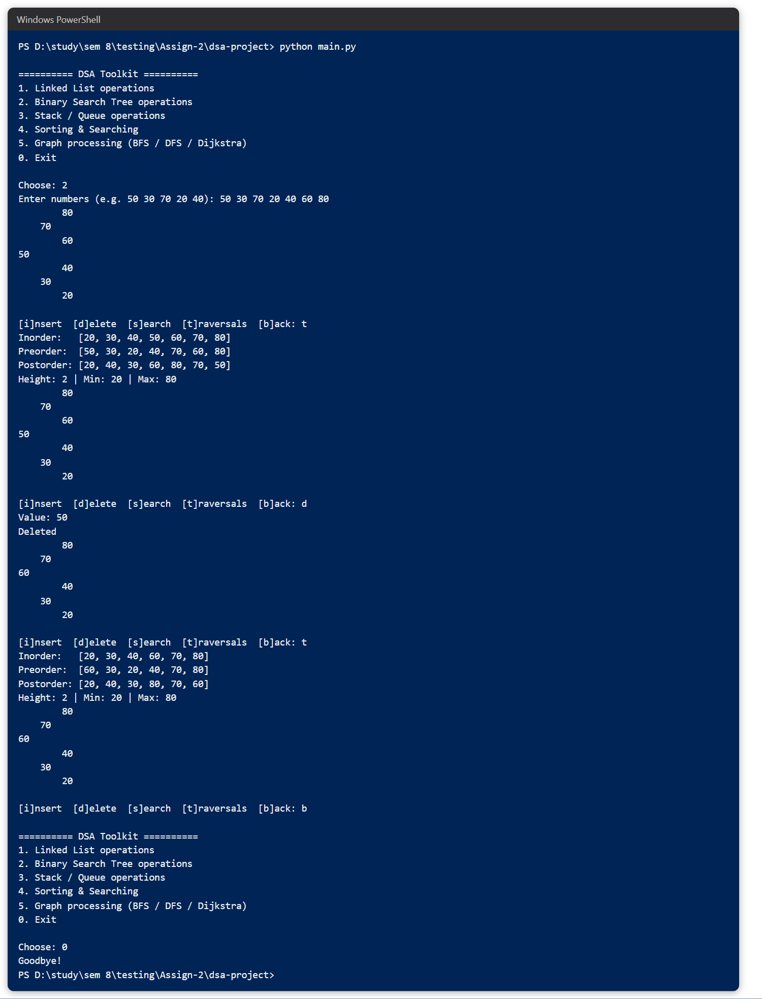 Windows PowerShell
PS D:\study\sem 8\testing\Assign-2\dsa-project> python main.py

========== DSA Toolkit ==========
1. Linked List operations
2. Binary Search Tree operations
3. Stack / Queue operations
4. Sorting & Searching
5. Graph processing (BFS / DFS / Dijkstra)
0. Exit

Choose: 2
Enter numbers (e.g. 50 30 70 20 40): 50 30 70 20 40 60 80
        80
    70
        60
50
        40
    30
        20

[i]nsert  [d]elete  [s]earch  [t]raversals  [b]ack: t
Inorder:   [20, 30, 40, 50, 60, 70, 80]
Preorder:  [50, 30, 20, 40, 70, 60, 80]
Postorder: [20, 40, 30, 60, 80, 70, 50]
Height: 2 | Min: 20 | Max: 80
        80
    70
        60
50
        40
    30
        20

[i]nsert  [d]elete  [s]earch  [t]raversals  [b]ack: d
Value: 50
Deleted
        80
    70
60
        40
    30
        20

[i]nsert  [d]elete  [s]earch  [t]raversals  [b]ack: t
Inorder:   [20, 30, 40, 60, 70, 80]
Preorder:  [60, 30, 20, 40, 70, 80]
Postorder: [20, 40, 30, 80, 70, 60]
Height: 2 | Min: 20 | Max: 80
        80
    70
60
        40
    30
        20

[i]nsert  [d]elete  [s]earch  [t]raversals  [b]ack: b

========== DSA Toolkit ==========
1. Linked List operations
2. Binary Search Tree operations
3. Stack / Queue operations
4. Sorting & Searching
5. Graph processing (BFS / DFS / Dijkstra)
0. Exit

Choose: 0
Goodbye!
PS D:\study\sem 8\testing\Assign-2\dsa-project>